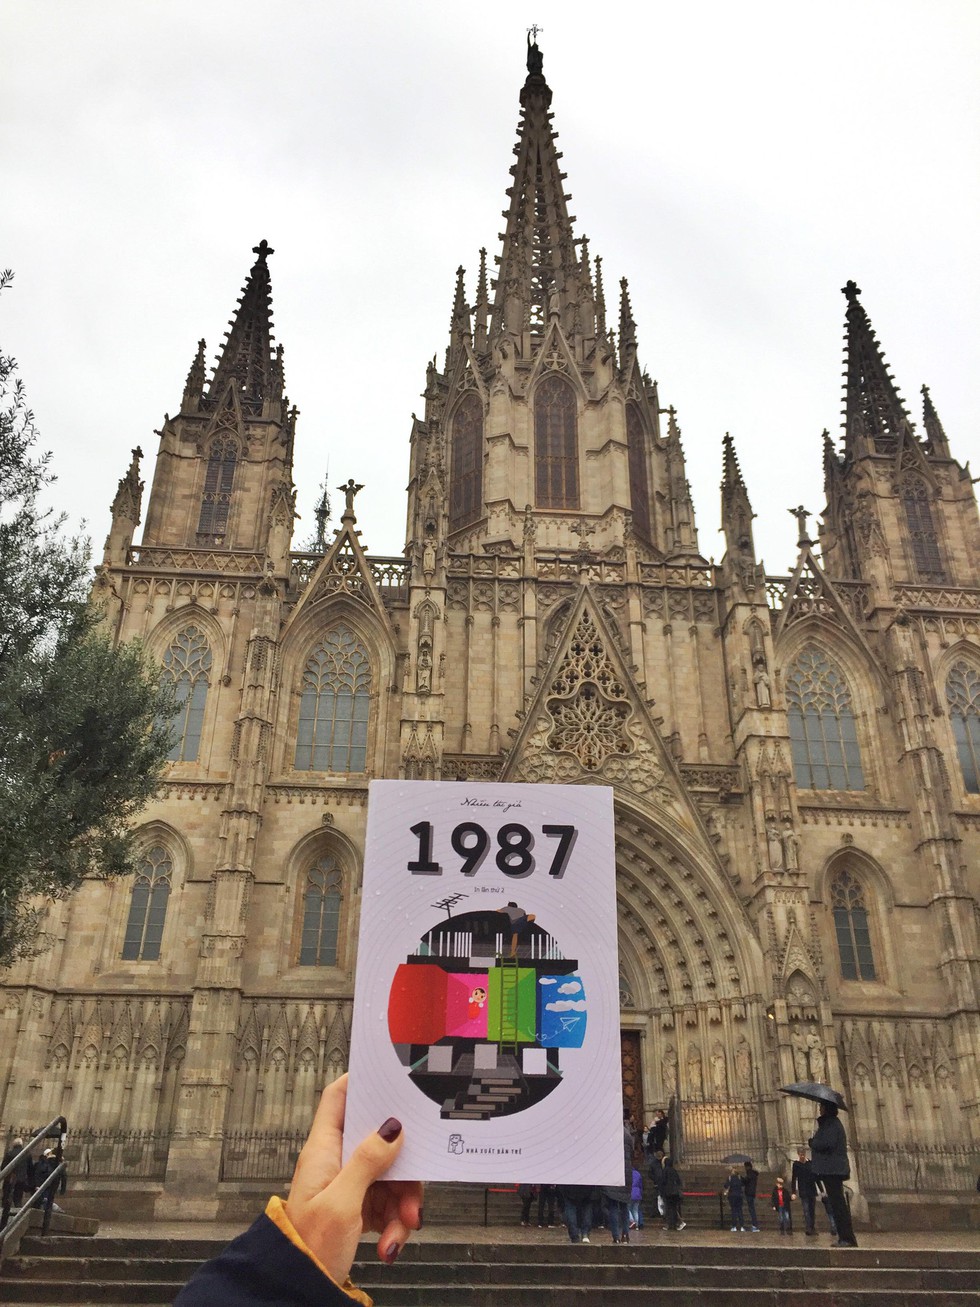 Nhiều tác giả
1987
In lần thứ 2
NHÀ XUẤT BẢN TRẺ